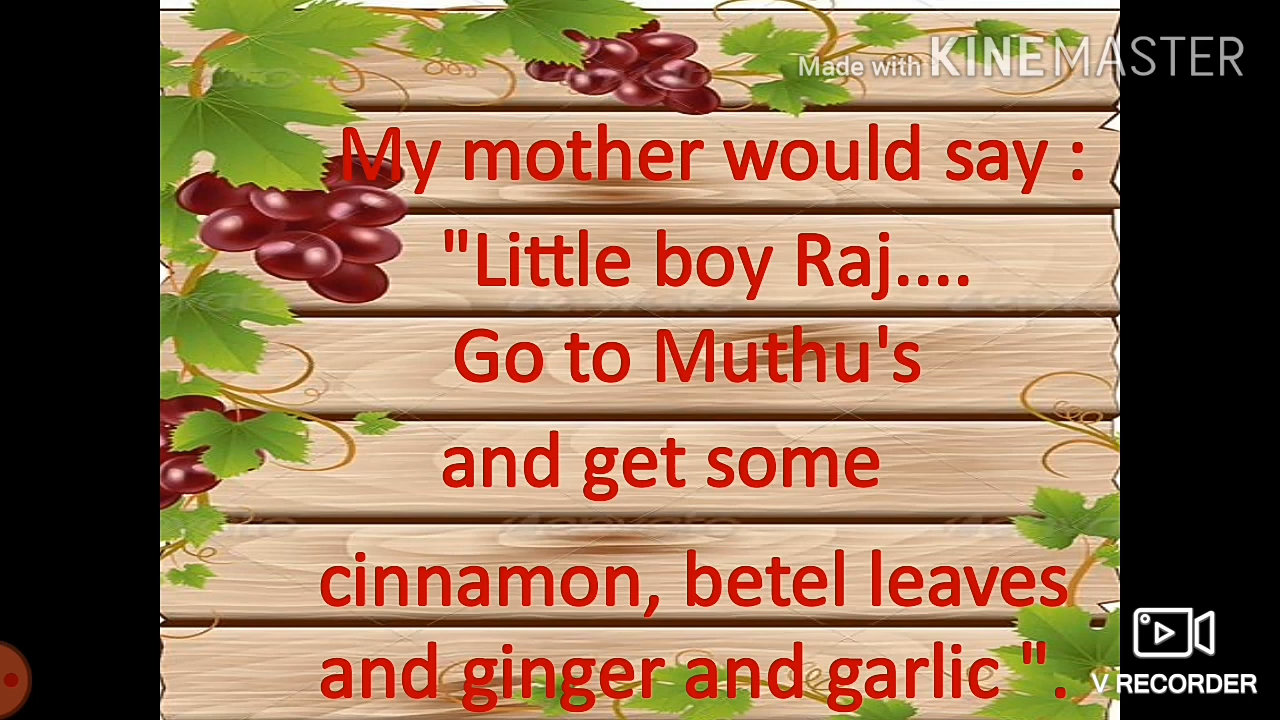 Made with KINEMASTER
My mother would say :
"Little boy Raj....
Go to Muthu's
and get some
cinnamon, betel leaves
and ginger and garlic ".
V RECORDER